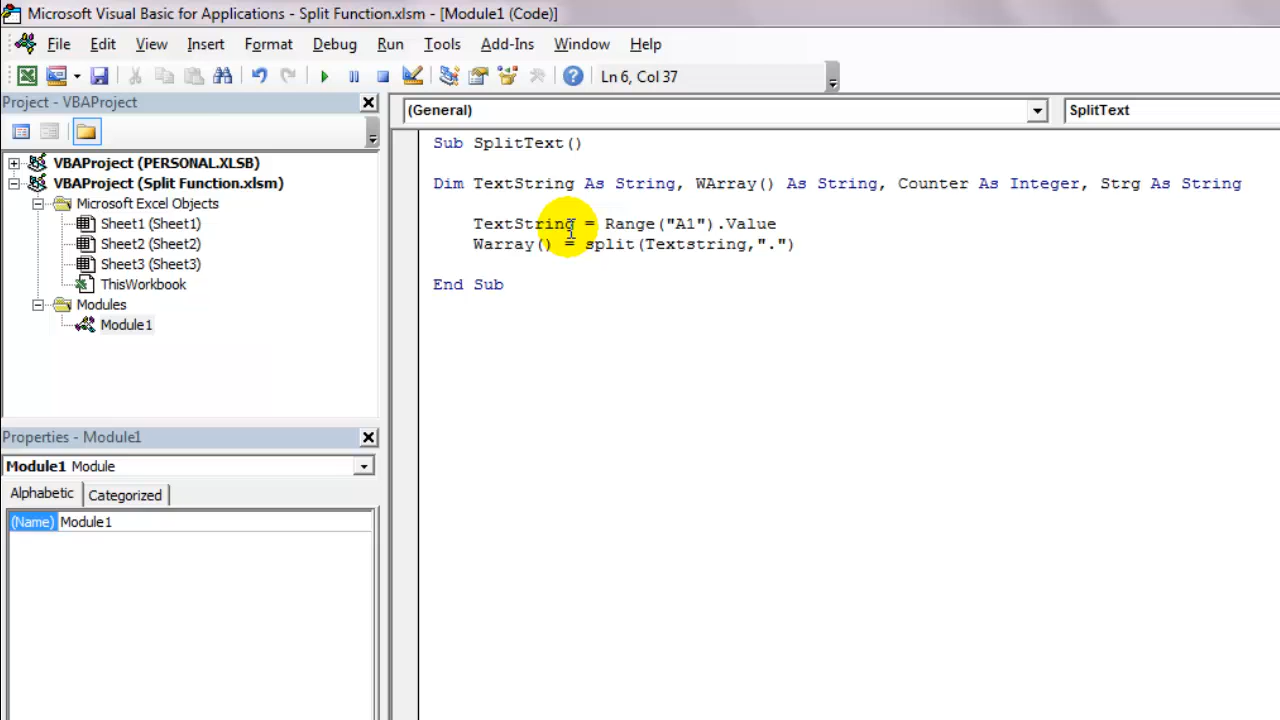 Microsoft Visual Basic for Applications - Split Function.xlsm - [Module1 (Code)]
File Edit View Insert Format Debug Run Tools Add-Ins Window Help
Ln 6, Col 37
Project - VBAProject
VBAProject (PERSONAL.XLSB)
VBAProject (Split Function.xlsm)
Microsoft Excel Objects
Sheet1 (Sheet1)
Sheet2 (Sheet2)
Sheet3 (Sheet3)
ThisWorkbook
Modules
Module1
Properties - Module1
Module1 Module
Alphabetic Categorized
(Name) Module1
(General) SplitText
Sub SplitText()
Dim TextString As String, WArray() As String, Counter As Integer, Strg As String
TextString = Range("A1").Value
Warray() = split(Textstring,".")
End Sub